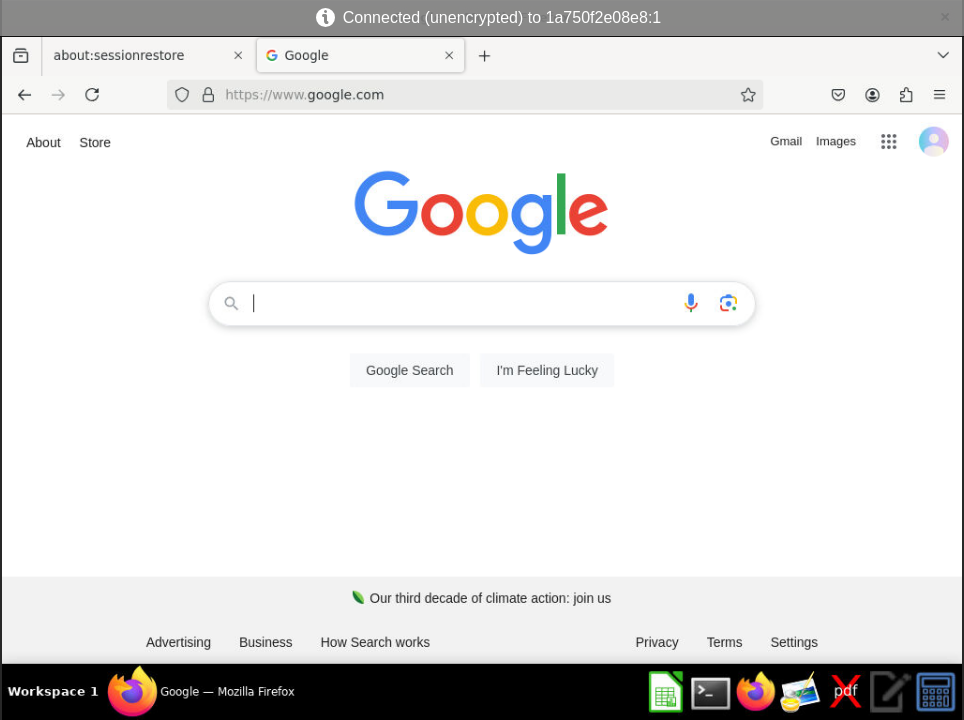 Connected (unencrypted) to 1a750f2e08e8:1
about:sessionrestore
Google
https://www.google.com
About Store
Gmail Images
Google
Google Search
I'm Feeling Lucky
Our third decade of climate action: join us
Advertising Business How Search works
Privacy Terms Settings
Workspace 1
Google — Mozilla Firefox
pdf